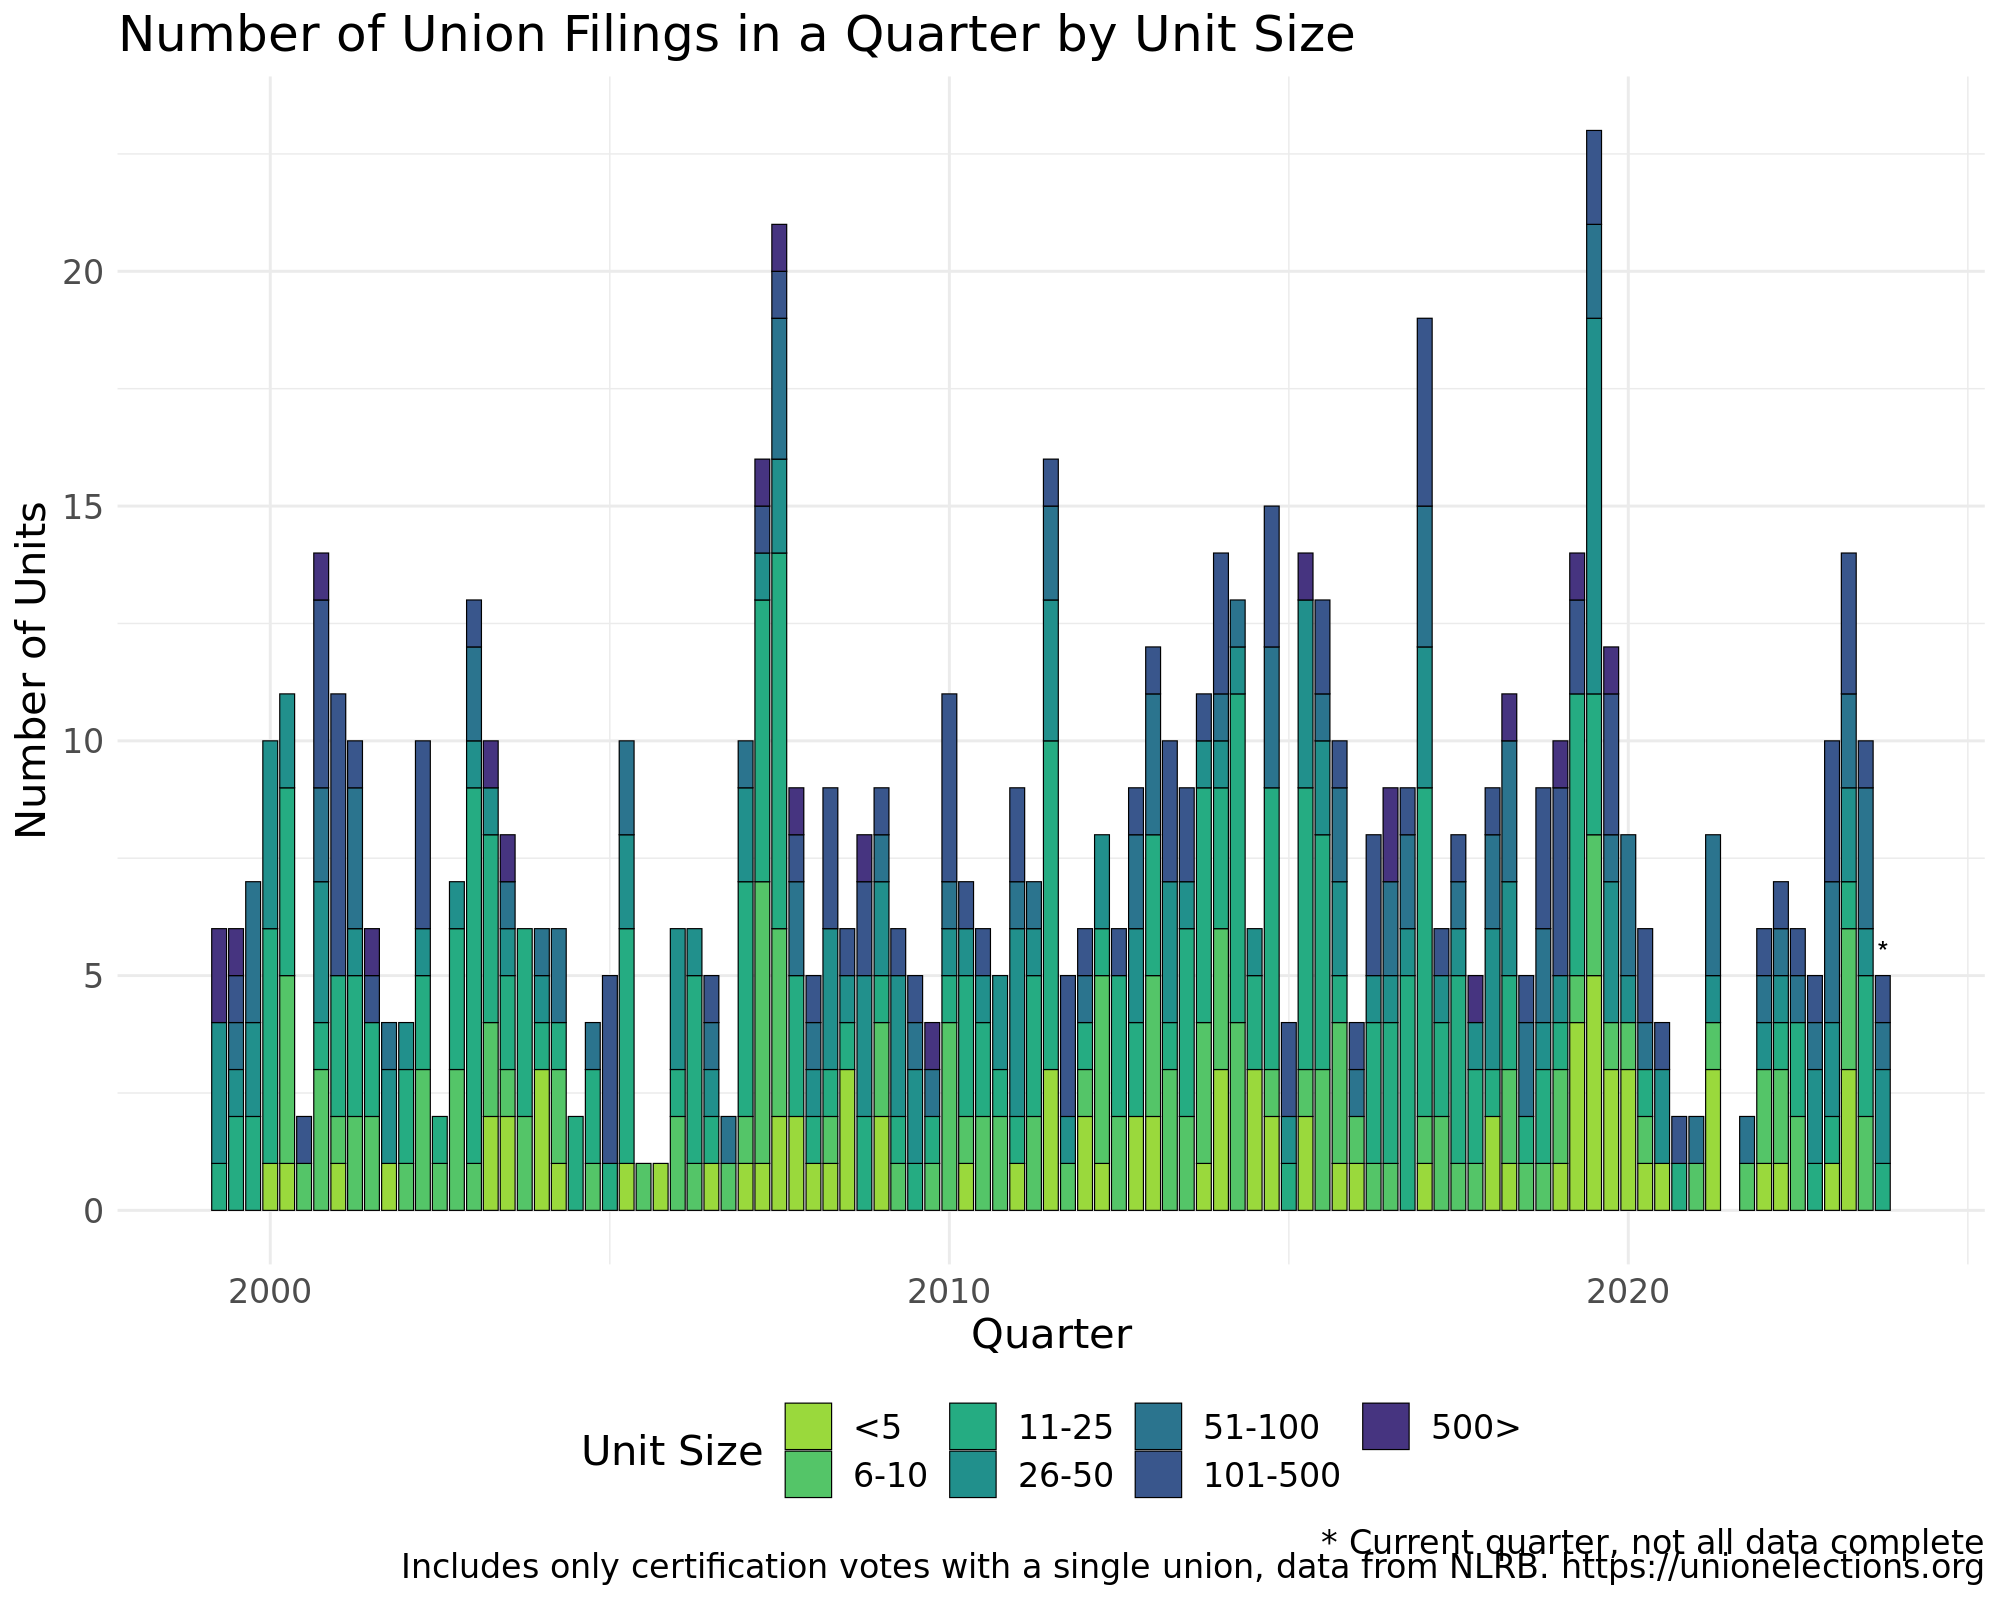 Number of Union Filings in a Quarter by Unit Size
Number of Units
20
15
10
5
0
*
2000 2010 2020
Quarter
Unit Size
<5 11-25 51-100 500>
6-10 26-50 101-500
* Current quarter, not all data complete
Includes only certification votes with a single union, data from NLRB. https://unionelections.org